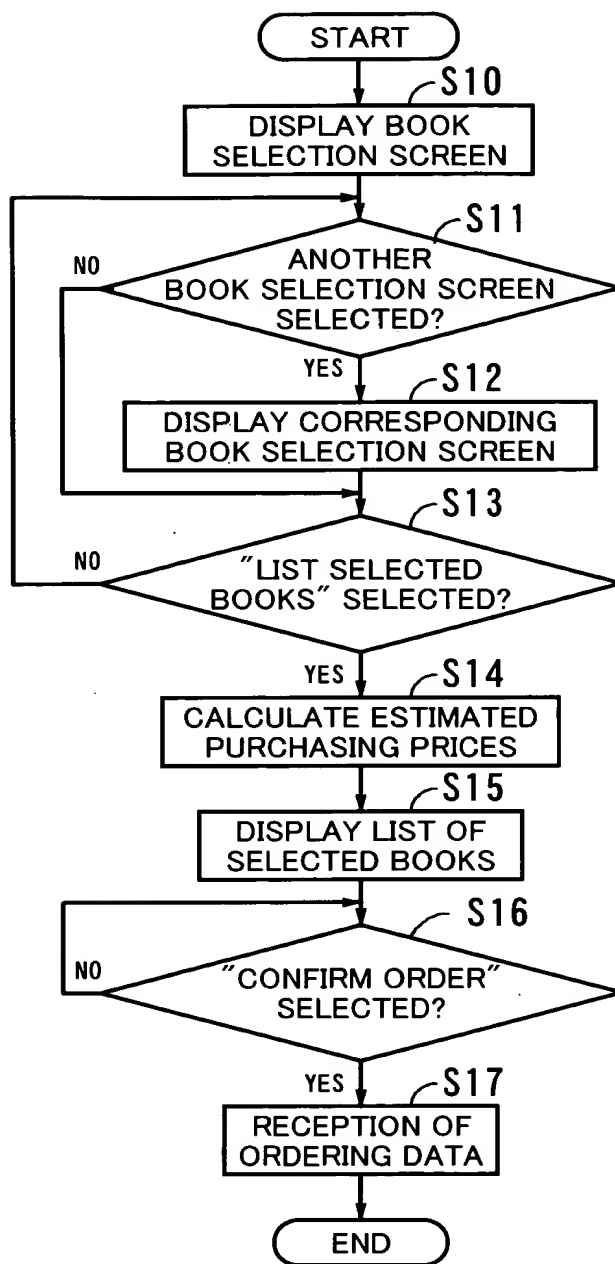 START
S10
DISPLAY BOOK
SELECTION SCREEN
S11
NO
ANOTHER
BOOK SELECTION SCREEN
SELECTED?
YES
S12
DISPLAY CORRESPONDING
BOOK SELECTION SCREEN
S13
NO
"LIST SELECTED
BOOKS" SELECTED?
YES
S14
CALCULATE ESTIMATED
PURCHASING PRICES
S15
DISPLAY LIST OF
SELECTED BOOKS
S16
NO
"CONFIRM ORDER"
SELECTED?
YES
S17
RECEPTION OF
ORDERING DATA
END